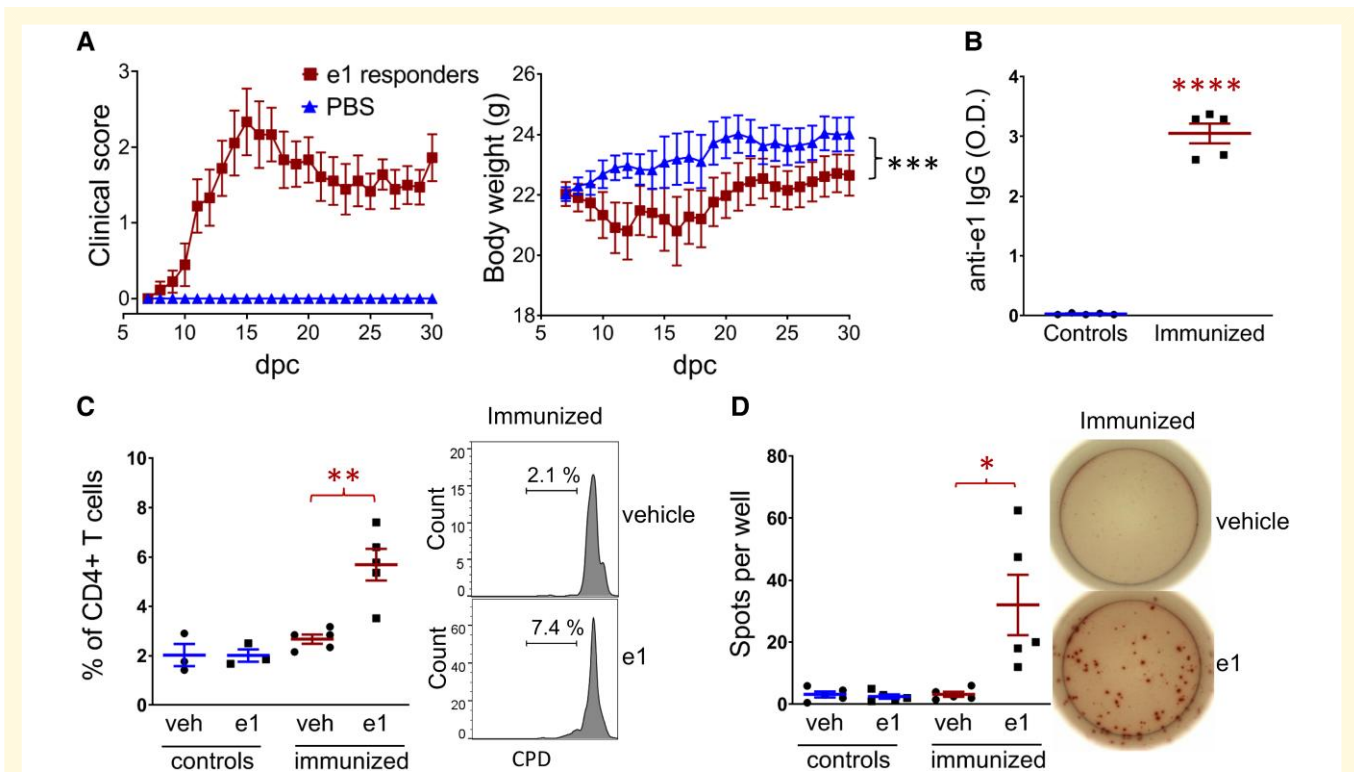 A
Clinical score
3
2
1
0
5 10 15 20 25 30
dpc
e1 responders
PBS
Body weight (g)
26
24
22
20
18
5 10 15 20 25 30
dpc
***
B
anti-e1 IgG (O.D.)
4
3
2
1
0
****
Controls Immunized
C
% of CD4+ T cells
10
8
6
4
2
0
**
veh e1 veh e1
controls immunized
Immunized
Count
20
15
10
5
0
2.1 %
vehicle
Count
60
40
20
0
7.4 %
e1
CPD
D
Spots per well
80
60
40
20
0
*
veh e1 veh e1
controls immunized
Immunized
vehicle
e1